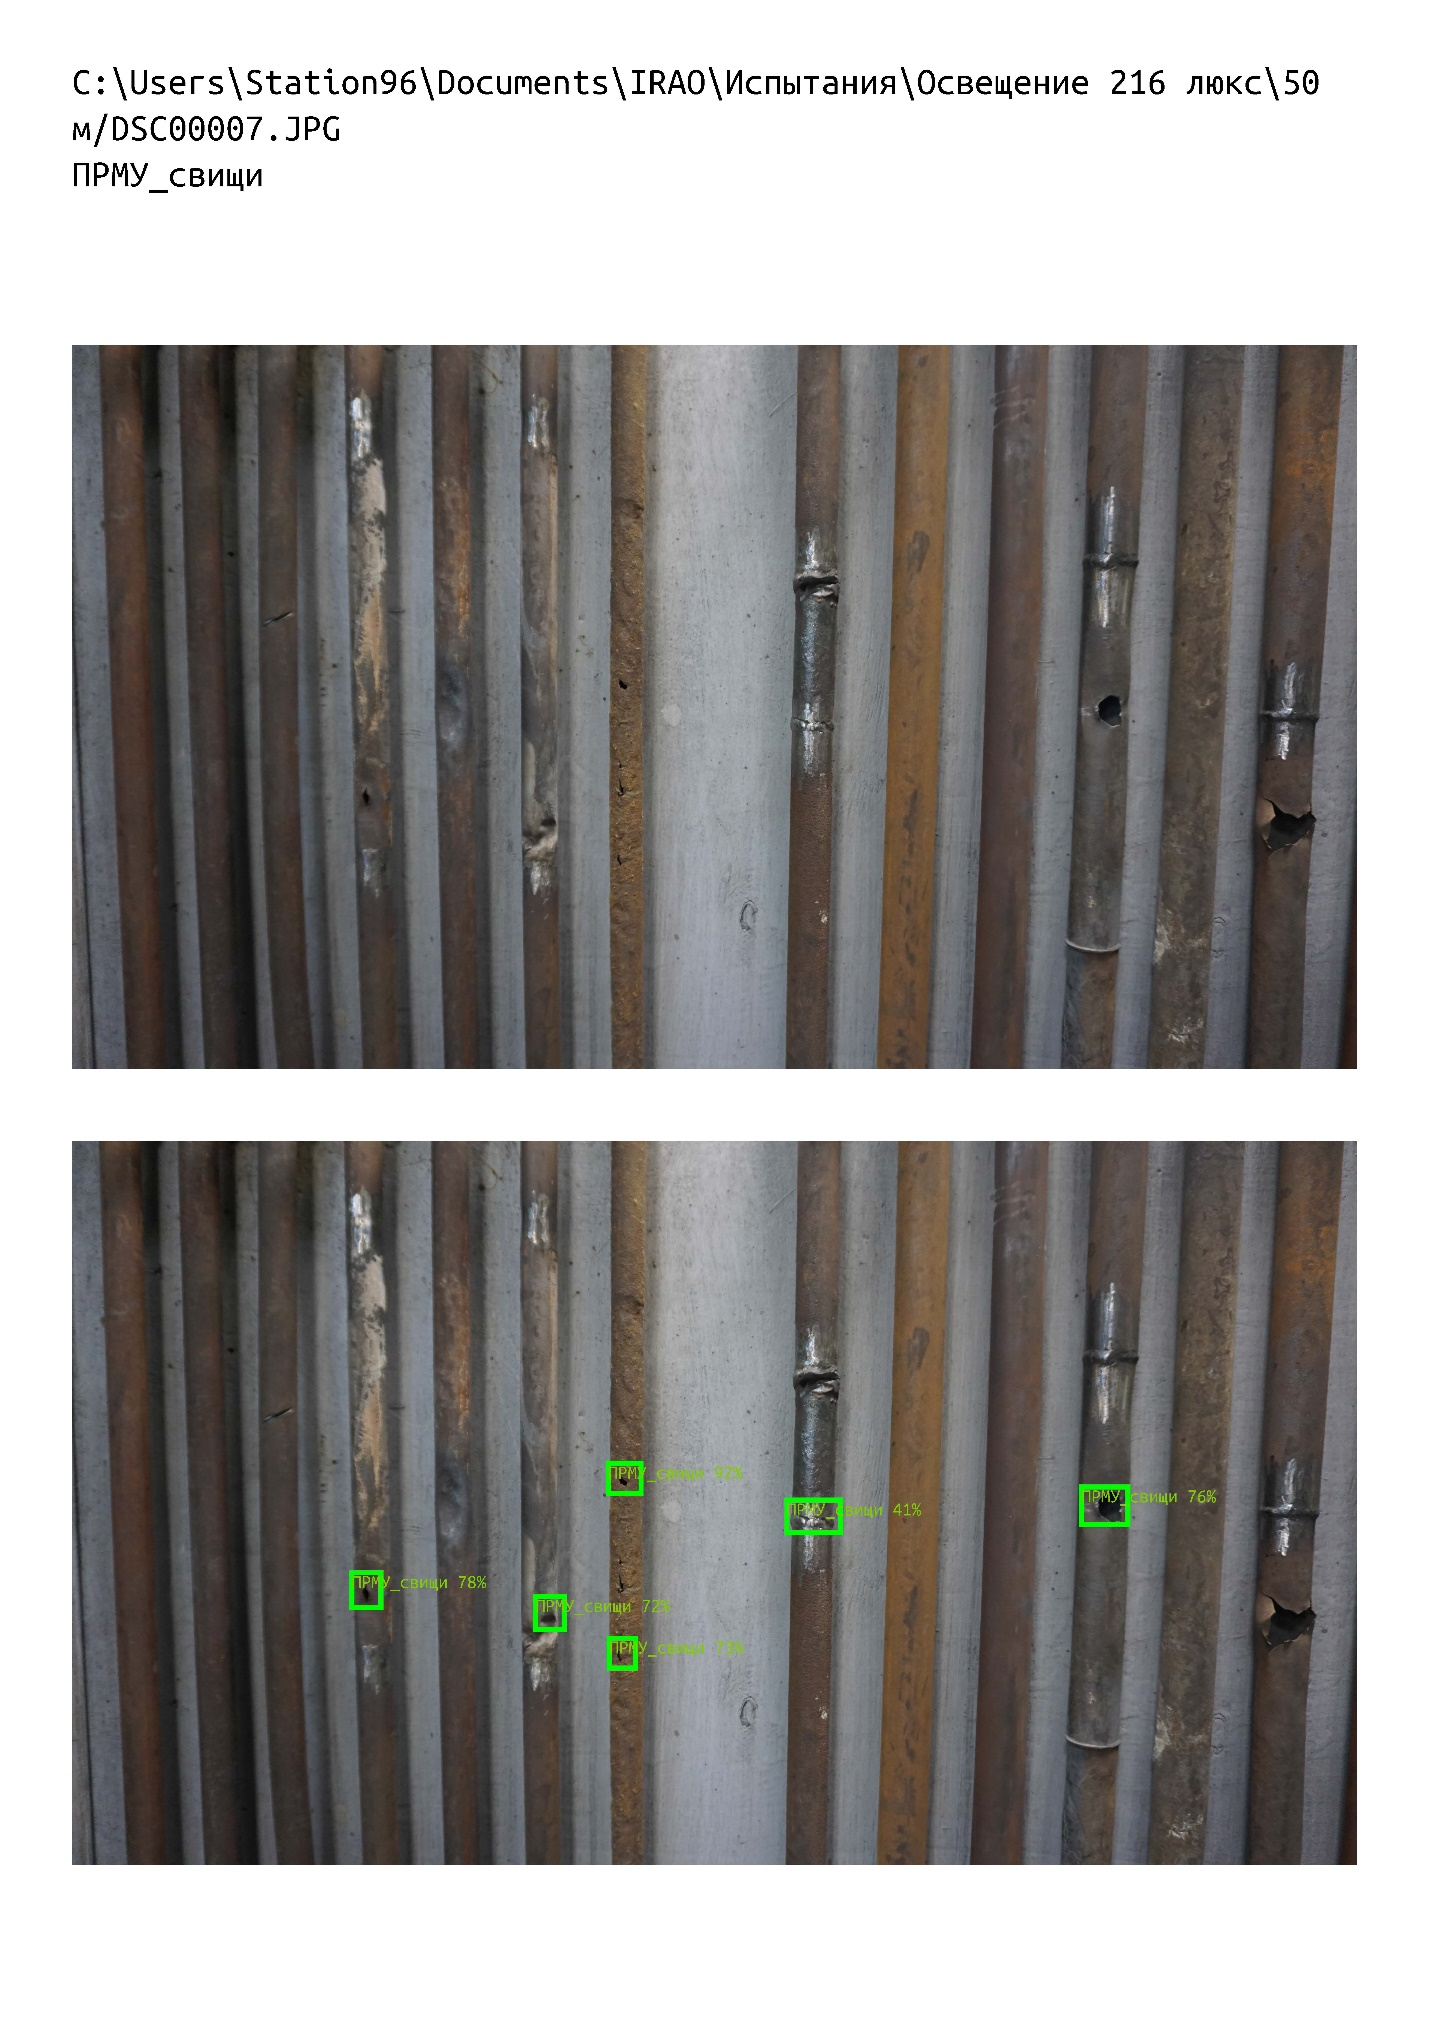 C:\Users\Station96\Documents\IRAO\Испытания\Освещение 216 люкс\50
м/DSC00007.JPG
ПРМУ_свищи
ПРМУ_свищи 92%
ПРМУ_свищи 76%
ПРМУ_свищи 41%
ПРМУ_свищи 78%
ПРМУ_свищи 72%
ПРМУ_свищи 73%